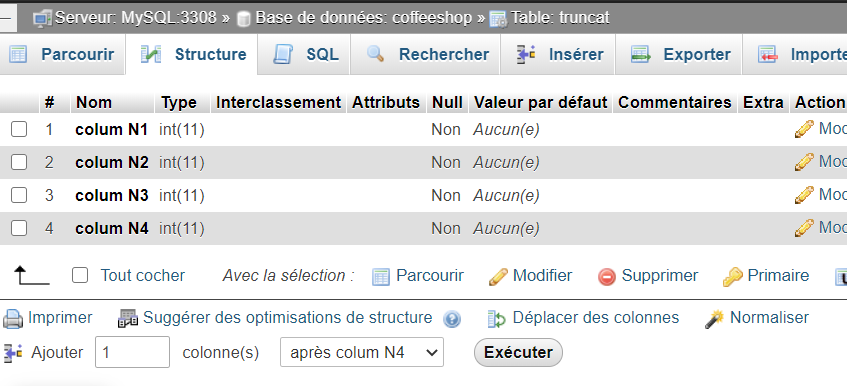 Serveur: MySQL:3308 » Base de données: coffeeshop » Table: truncat
Parcourir Structure SQL Rechercher Insérer Exporter Importe
# Nom Type Interclassement Attributs Null Valeur par défaut Commentaires Extra Action
1 colum N1 int(11) Non Aucun(e) Mod
2 colum N2 int(11) Non Aucun(e) Mod
3 colum N3 int(11) Non Aucun(e) Mod
4 colum N4 int(11) Non Aucun(e) Mod
Tout cocher Avec la sélection : Parcourir Modifier Supprimer Primaire
Imprimer Suggérer des optimisations de structure Déplacer des colonnes Normaliser
Ajouter 1 colonne(s) après colum N4 Exécuter